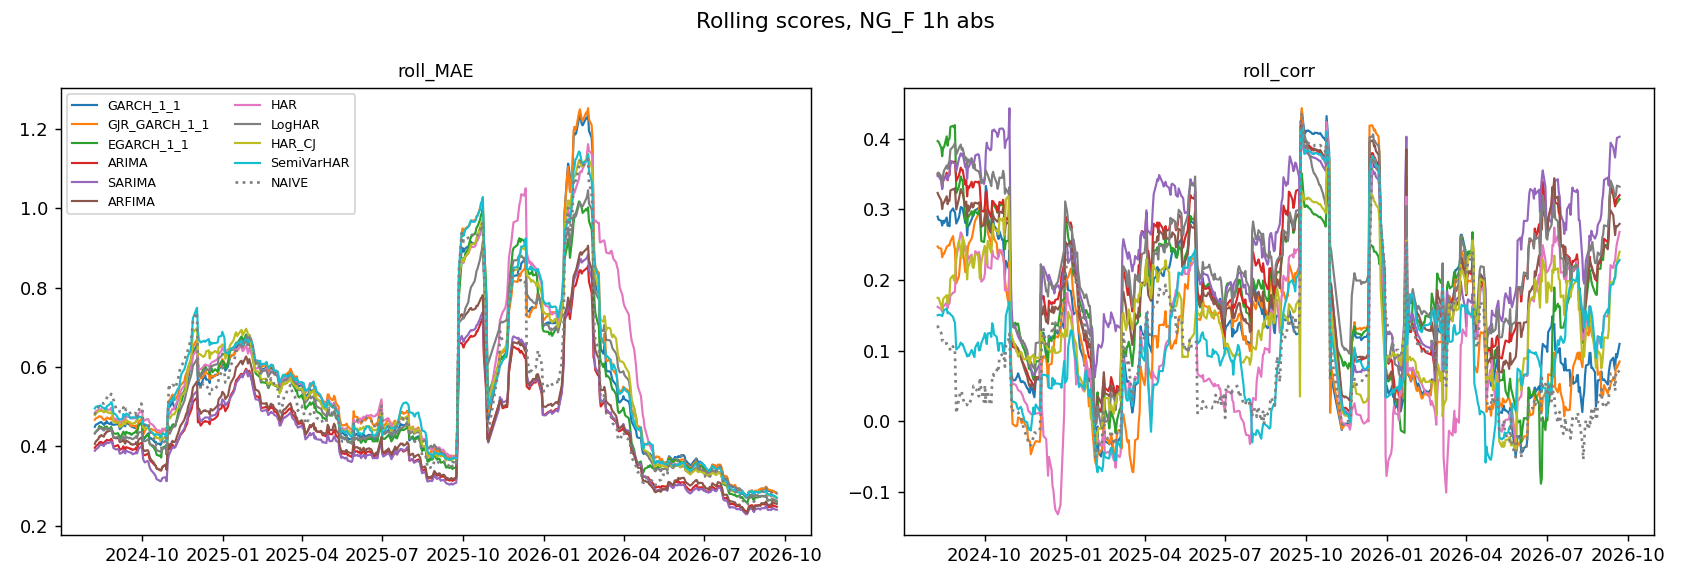 Rolling scores, NG_F 1h abs
roll_MAE
1.2
1.0
0.8
0.6
0.4
0.2
GARCH_1_1
GJR_GARCH_1_1
EGARCH_1_1
ARIMA
SARIMA
ARFIMA
HAR
LogHAR
HAR_CJ
SemiVarHAR
NAIVE
2024-10 2025-01 2025-04 2025-07 2025-10 2026-01 2026-04 2026-07 2026-10
roll_corr
0.4
0.3
0.2
0.1
0.0
−0.1
2024-10 2025-01 2025-04 2025-07 2025-10 2026-01 2026-04 2026-07 2026-10